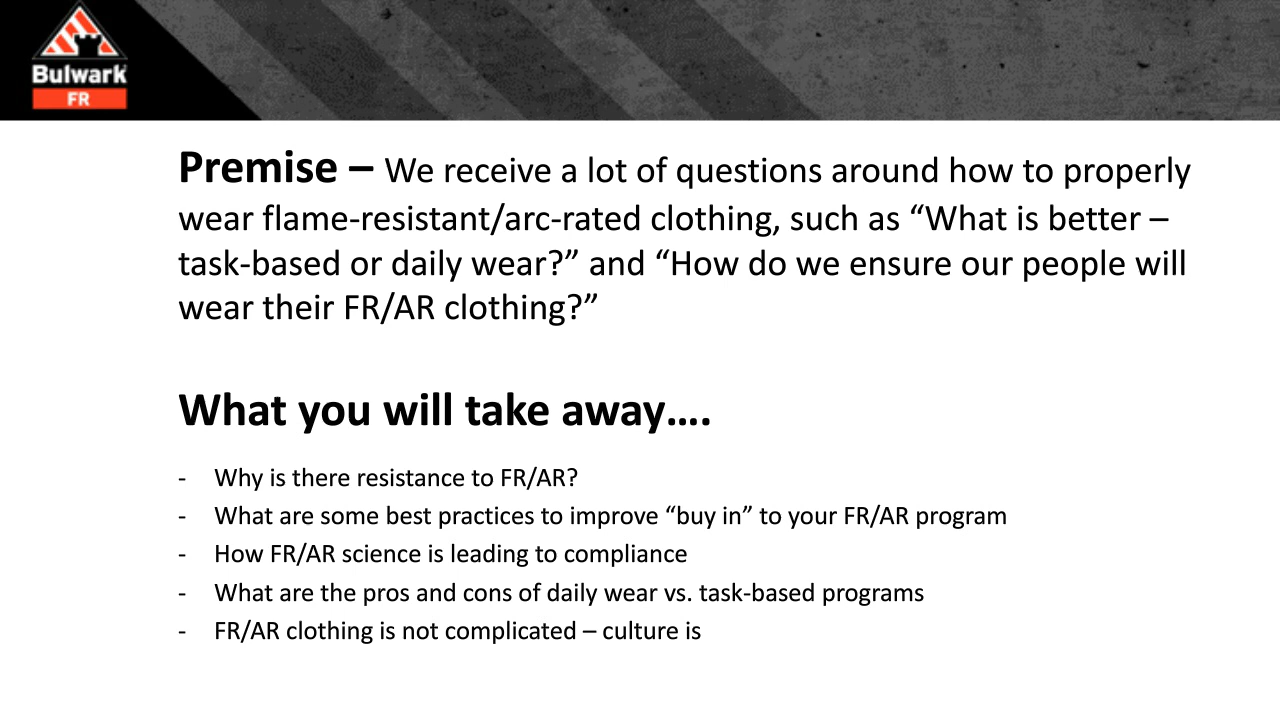 Bulwark
FR
Premise – We receive a lot of questions around how to properly
wear flame-resistant/arc-rated clothing, such as “What is better –
task-based or daily wear?” and “How do we ensure our people will
wear their FR/AR clothing?”
What you will take away….
- Why is there resistance to FR/AR?
- What are some best practices to improve “buy in” to your FR/AR program
- How FR/AR science is leading to compliance
- What are the pros and cons of daily wear vs. task-based programs
- FR/AR clothing is not complicated – culture is